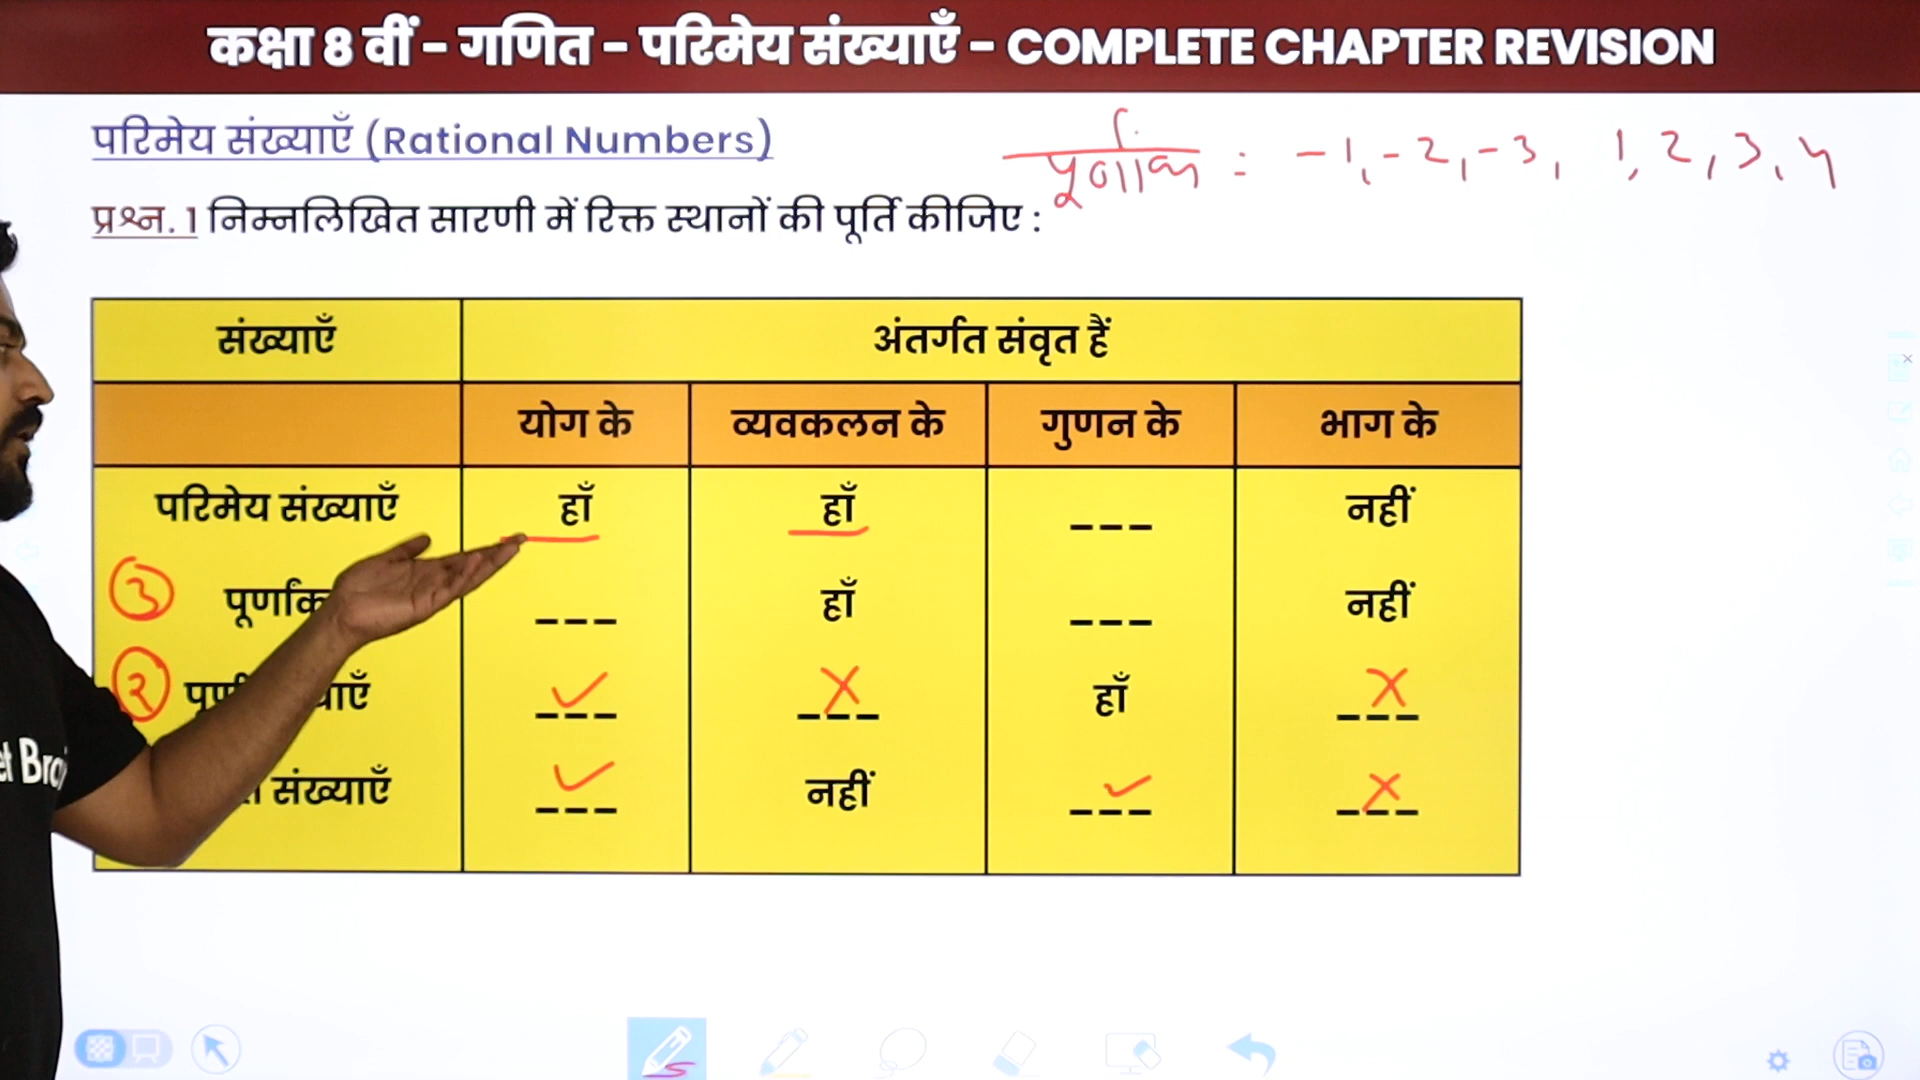 कक्षा 8 वीं – गणित – परिमेय संख्याएँ – COMPLETE CHAPTER REVISION
परिमेय संख्याएँ (Rational Numbers)
पूर्णांक = -1, -2, -3, 1, 2, 3, 4
प्रश्न. 1 निम्नलिखित सारणी में रिक्त स्थानों की पूर्ति कीजिए :
संख्याएँ अंतर्गत संवृत हैं
योग के व्यवकलन के गुणन के भाग के
परिमेय संख्याएँ हाँ हाँ --- नहीं
③ --- हाँ --- नहीं
② --- ✓ --- ✗ हाँ --- ✗
संख्याएँ --- ✓ नहीं --- ✓ --- ✗